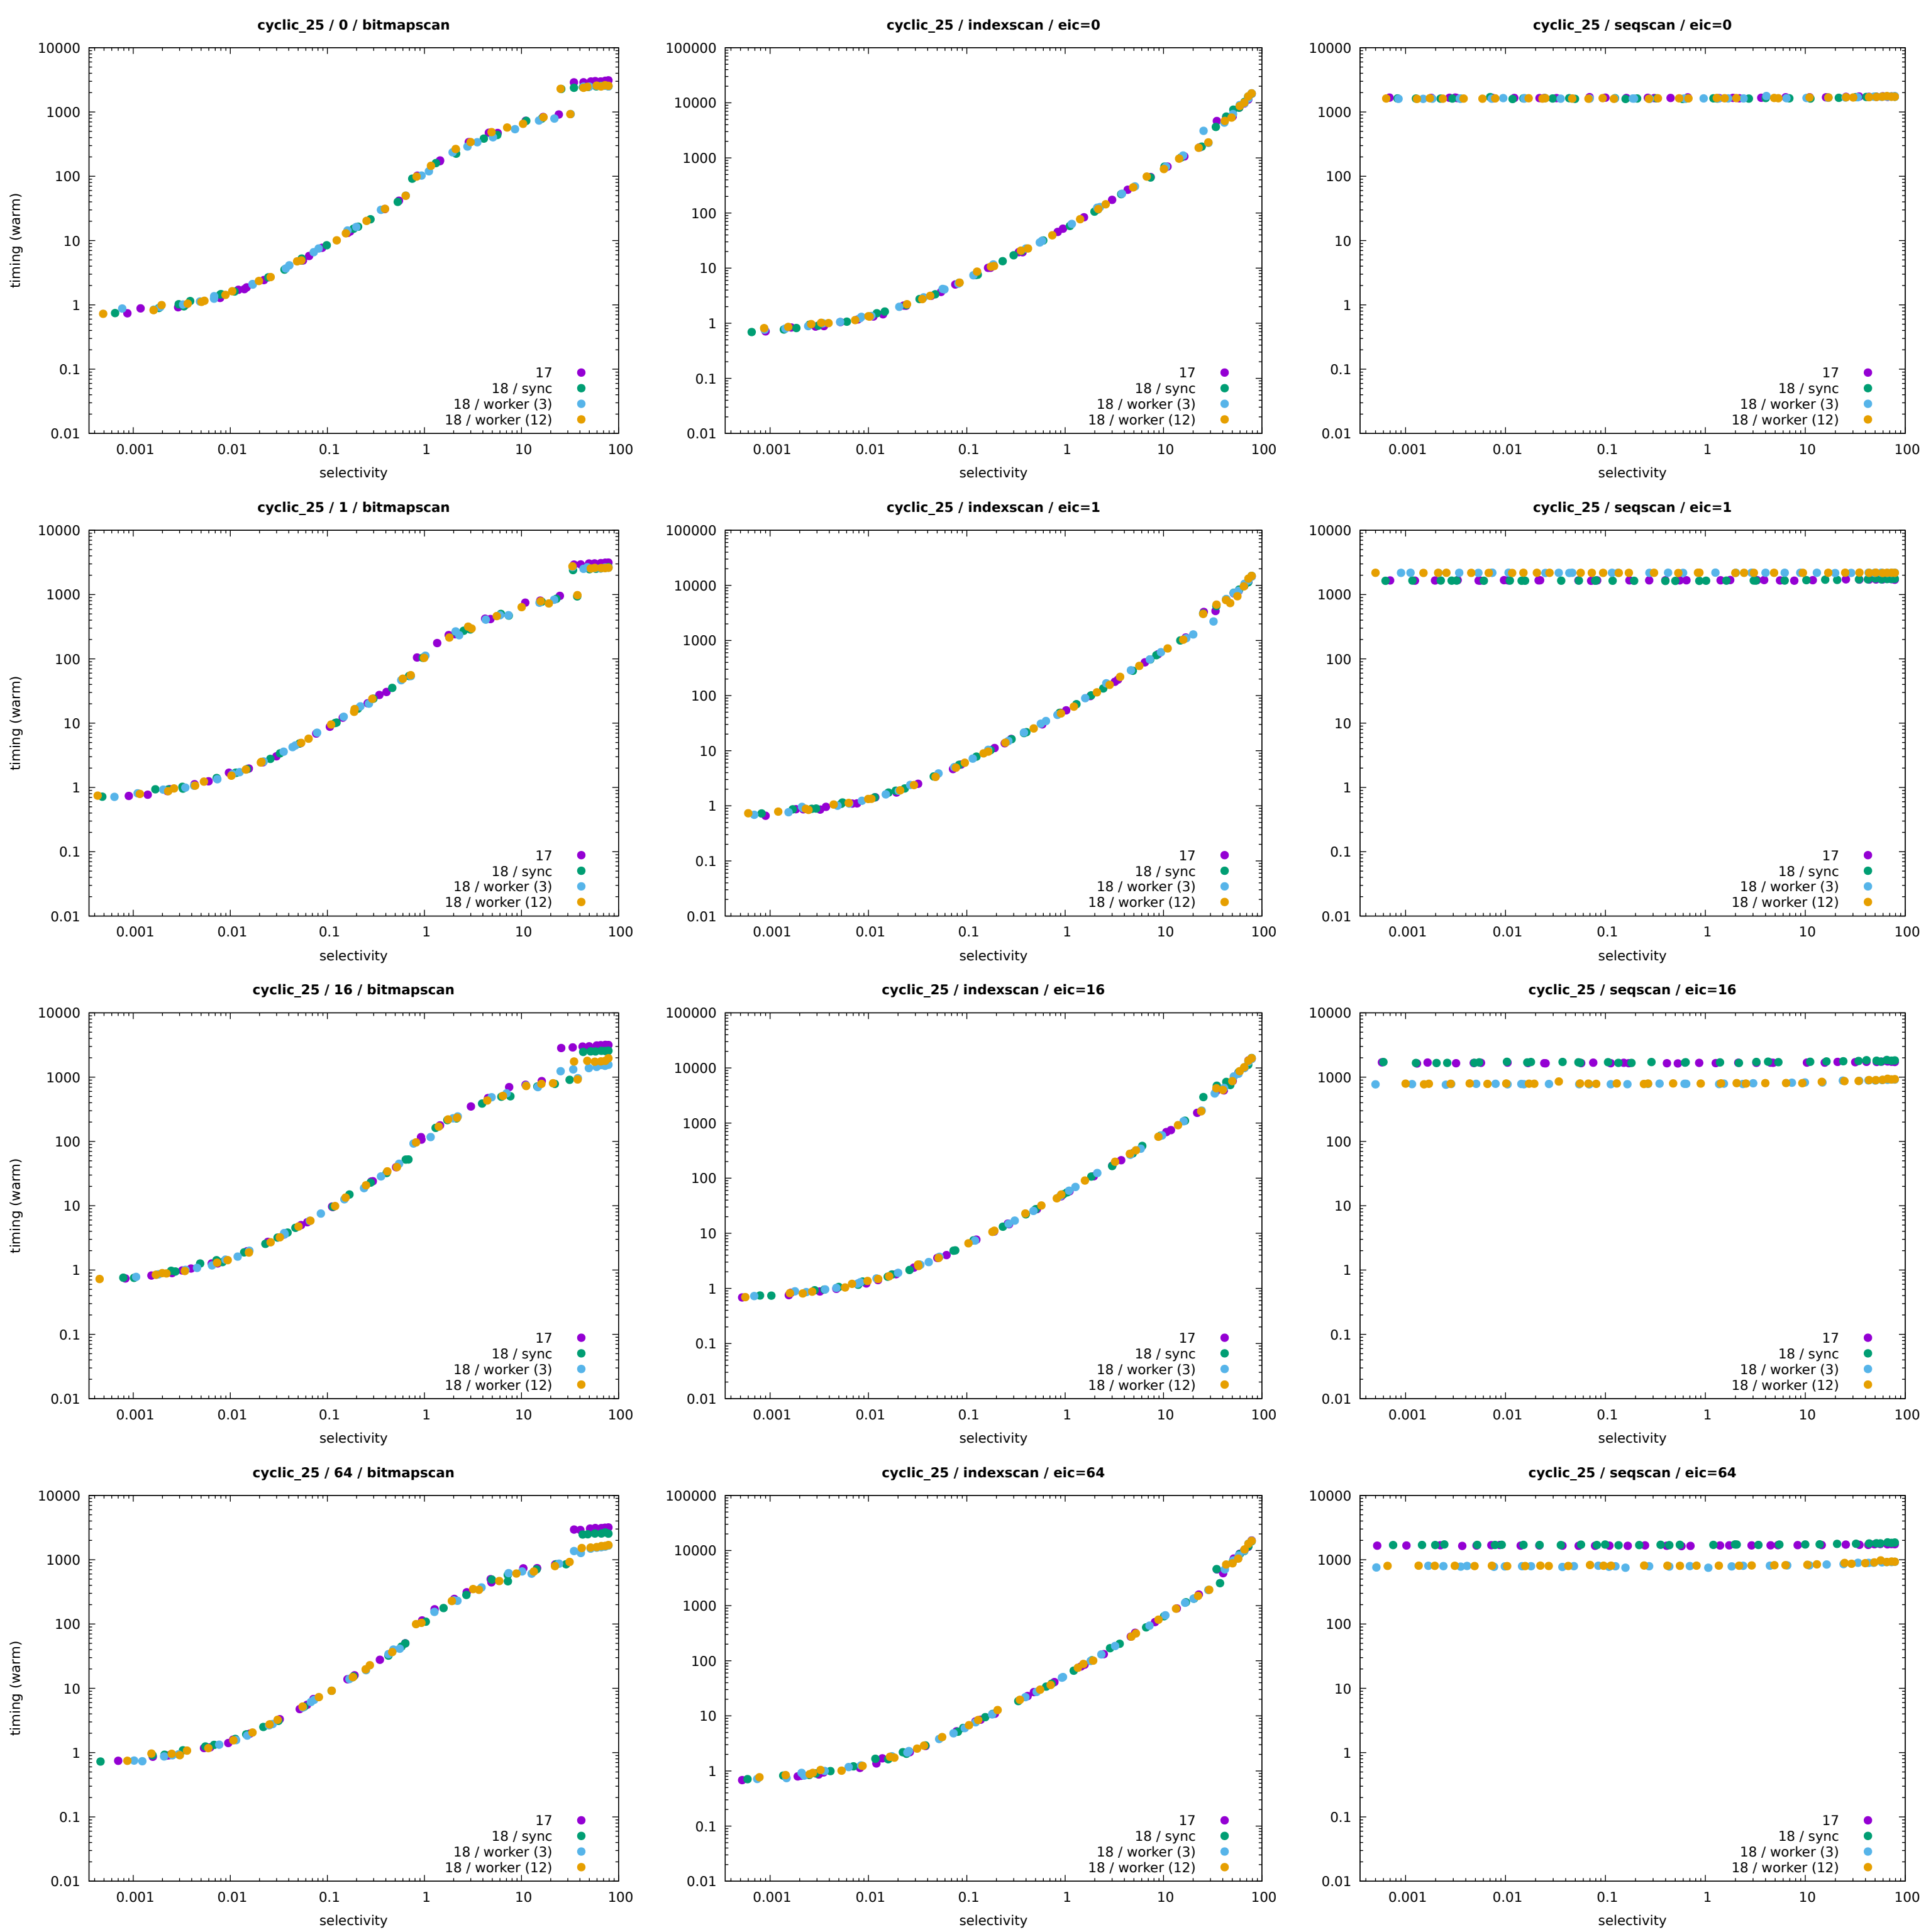 cyclic_25 / 0 / bitmapscan
timing (warm)
10000
1000
100
10
1
0.1
0.01
17
18 / sync
18 / worker (3)
18 / worker (12)
0.001 0.01 0.1 1 10 100
selectivity
cyclic_25 / indexscan / eic=0
100000
10000
1000
100
10
1
0.1
0.01
17
18 / sync
18 / worker (3)
18 / worker (12)
0.001 0.01 0.1 1 10 100
selectivity
cyclic_25 / seqscan / eic=0
10000
1000
100
10
1
0.1
0.01
17
18 / sync
18 / worker (3)
18 / worker (12)
0.001 0.01 0.1 1 10 100
selectivity
cyclic_25 / 1 / bitmapscan
timing (warm)
10000
1000
100
10
1
0.1
0.01
17
18 / sync
18 / worker (3)
18 / worker (12)
0.001 0.01 0.1 1 10 100
selectivity
cyclic_25 / indexscan / eic=1
100000
10000
1000
100
10
1
0.1
0.01
17
18 / sync
18 / worker (3)
18 / worker (12)
0.001 0.01 0.1 1 10 100
selectivity
cyclic_25 / seqscan / eic=1
10000
1000
100
10
1
0.1
0.01
17
18 / sync
18 / worker (3)
18 / worker (12)
0.001 0.01 0.1 1 10 100
selectivity
cyclic_25 / 16 / bitmapscan
timing (warm)
10000
1000
100
10
1
0.1
0.01
17
18 / sync
18 / worker (3)
18 / worker (12)
0.001 0.01 0.1 1 10 100
selectivity
cyclic_25 / indexscan / eic=16
100000
10000
1000
100
10
1
0.1
0.01
17
18 / sync
18 / worker (3)
18 / worker (12)
0.001 0.01 0.1 1 10 100
selectivity
cyclic_25 / seqscan / eic=16
10000
1000
100
10
1
0.1
0.01
17
18 / sync
18 / worker (3)
18 / worker (12)
0.001 0.01 0.1 1 10 100
selectivity
cyclic_25 / 64 / bitmapscan
timing (warm)
10000
1000
100
10
1
0.1
0.01
17
18 / sync
18 / worker (3)
18 / worker (12)
0.001 0.01 0.1 1 10 100
selectivity
cyclic_25 / indexscan / eic=64
100000
10000
1000
100
10
1
0.1
0.01
17
18 / sync
18 / worker (3)
18 / worker (12)
0.001 0.01 0.1 1 10 100
selectivity
cyclic_25 / seqscan / eic=64
10000
1000
100
10
1
0.1
0.01
17
18 / sync
18 / worker (3)
18 / worker (12)
0.001 0.01 0.1 1 10 100
selectivity